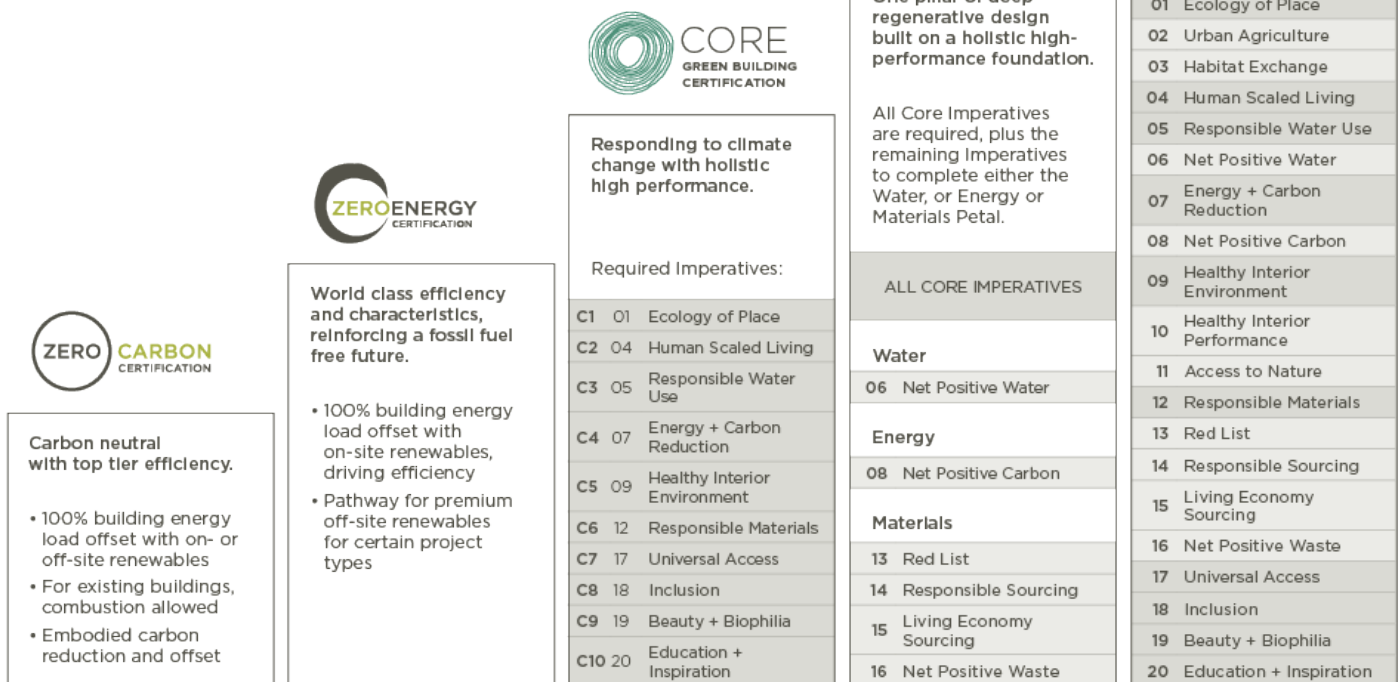 ZERO CARBON
CERTIFICATION
Carbon neutral
with top tier efficiency.
• 100% building energy
load offset with on- or
off-site renewables
• For existing buildings,
combustion allowed
• Embodied carbon
reduction and offset
ZEROENERGY
CERTIFICATION
World class efficiency
and characteristics,
reinforcing a fossil fuel
free future.
• 100% building energy
load offset with
on-site renewables,
driving efficiency
• Pathway for premium
off-site renewables
for certain project
types
CORE
GREEN BUILDING
CERTIFICATION
Responding to climate
change with holistic
high performance.
Required Imperatives:
C1 01 Ecology of Place
C2 04 Human Scaled Living
C3 05 Responsible Water
Use
C4 07 Energy + Carbon
Reduction
C5 09 Healthy Interior
Environment
C6 12 Responsible Materials
C7 17 Universal Access
C8 18 Inclusion
C9 19 Beauty + Biophilia
C10 20 Education +
Inspiration
One pillar of deep
regenerative design
built on a holistic high-
performance foundation.
All Core Imperatives
are required, plus the
remaining Imperatives
to complete either the
Water, or Energy or
Materials Petal.
ALL CORE IMPERATIVES
Water
06 Net Positive Water
Energy
08 Net Positive Carbon
Materials
13 Red List
14 Responsible Sourcing
15 Living Economy
Sourcing
16 Net Positive Waste
01 Ecology of Place
02 Urban Agriculture
03 Habitat Exchange
04 Human Scaled Living
05 Responsible Water Use
06 Net Positive Water
07 Energy + Carbon
Reduction
08 Net Positive Carbon
09 Healthy Interior
Environment
10 Healthy Interior
Performance
11 Access to Nature
12 Responsible Materials
13 Red List
14 Responsible Sourcing
15 Living Economy
Sourcing
16 Net Positive Waste
17 Universal Access
18 Inclusion
19 Beauty + Biophilia
20 Education + Inspiration